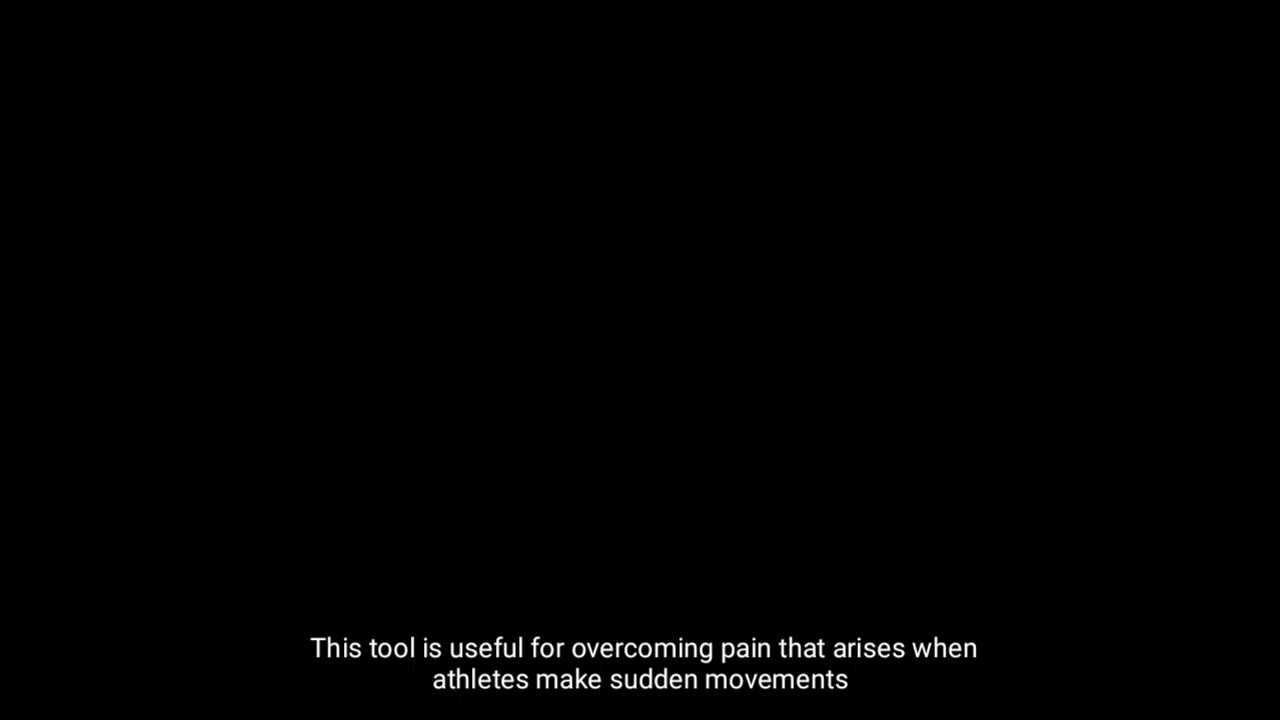 This tool is useful for overcoming pain that arises when
athletes make sudden movements